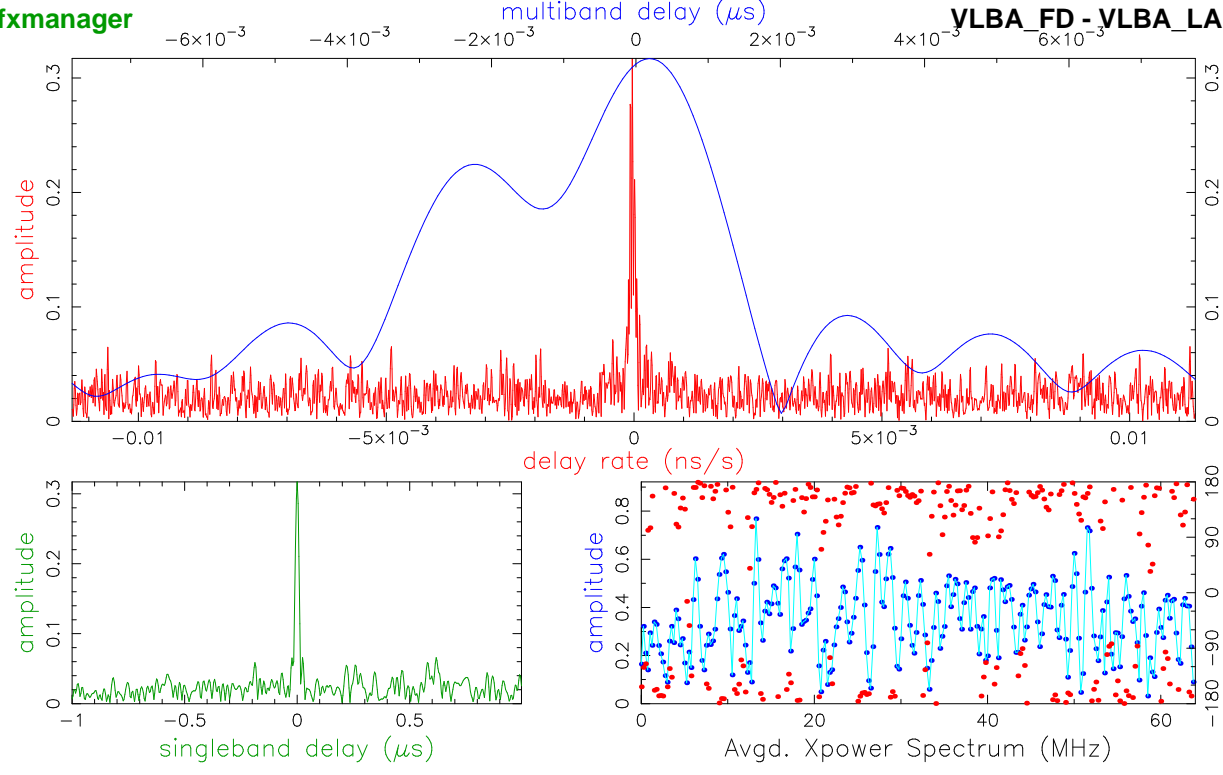 fxmanager
multiband delay (μs)
VLBA_FD - VLBA_LA
−6×10⁻³ −4×10⁻³ −2×10⁻³ 0 2×10⁻³ 4×10⁻³ 6×10⁻³
amplitude
0 0.1 0.2 0.3
0 0.1 0.2 0.3
−0.01 −5×10⁻³ 0 5×10⁻³ 0.01
delay rate (ns/s)
amplitude
0 0.1 0.2 0.3
−1 −0.5 0 0.5
singleband delay (μs)
amplitude
0 0.2 0.4 0.6 0.8
−180 −90 0 90 180
0 20 40 60
Avgd. Xpower Spectrum (MHz)